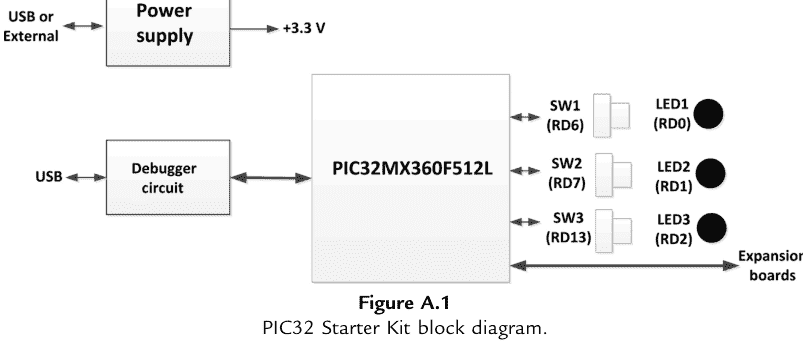 USB or
External
Power
supply
+3.3 V
USB
Debugger
circuit
PIC32MX360F512L
SW1
(RD6)
LED1
(RD0)
SW2
(RD7)
LED2
(RD1)
SW3
(RD13)
LED3
(RD2)
Expansion
boards
Figure A.1
PIC32 Starter Kit block diagram.